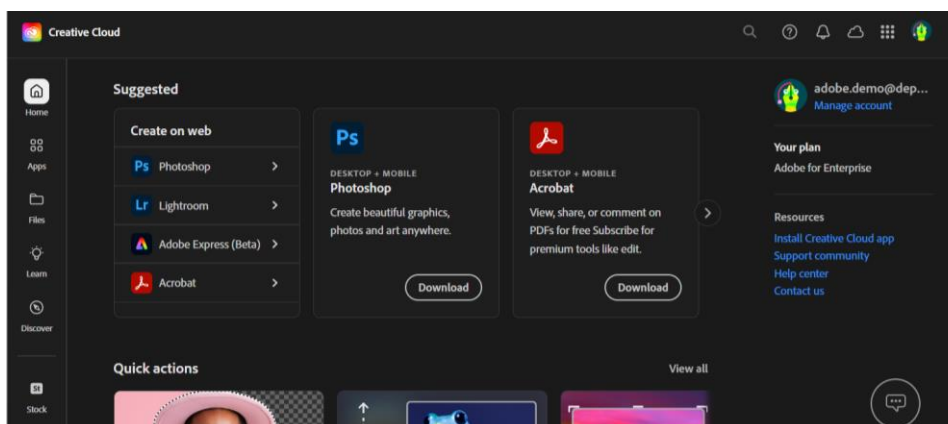 Creative Cloud
Home
Apps
Files
Learn
Discover
St
Stock
Suggested
Create on web
Ps Photoshop
Lr Lightroom
Adobe Express (Beta)
Acrobat
Ps
DESKTOP + MOBILE
Photoshop
Create beautiful graphics,
photos and art anywhere.
Download
DESKTOP + MOBILE
Acrobat
View, share, or comment on
PDFs for free Subscribe for
premium tools like edit.
Download
Quick actions
View all
adobe.demo@dep...
Manage account
Your plan
Adobe for Enterprise
Resources
Install Creative Cloud app
Support community
Help center
Contact us